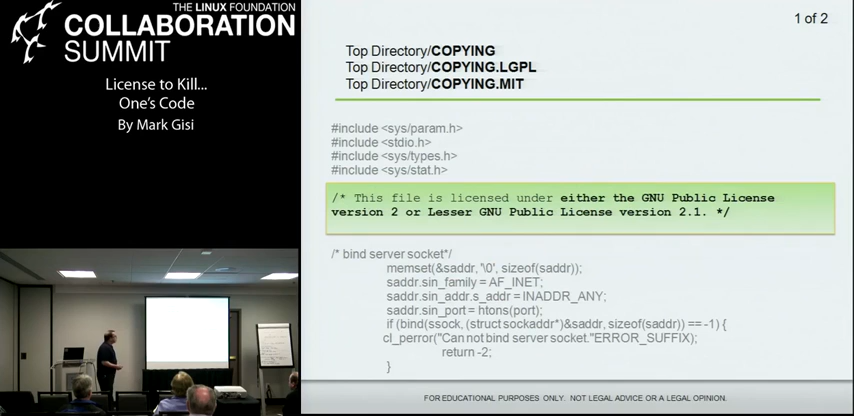 THE LINUX FOUNDATION
COLLABORATION
SUMMIT
License to Kill...
One's Code
By Mark Gisi
1 of 2
Top Directory/COPYING
Top Directory/COPYING.LGPL
Top Directory/COPYING.MIT
#include <sys/param.h>
#include <stdio.h>
#include <sys/types.h>
#include <sys/stat.h>
/* This file is licensed under either the GNU Public License
version 2 or Lesser GNU Public License version 2.1. */
/* bind server socket*/
memset(&saddr, '\0', sizeof(saddr));
saddr.sin_family = AF_INET;
saddr.sin_addr.s_addr = INADDR_ANY;
saddr.sin_port = htons(port);
if (bind(ssock, (struct sockaddr*)&saddr, sizeof(saddr)) == -1) {
cl_perror("Can not bind server socket."ERROR_SUFFIX);
return -2;
}
FOR EDUCATIONAL PURPOSES ONLY. NOT LEGAL ADVICE OR A LEGAL OPINION.